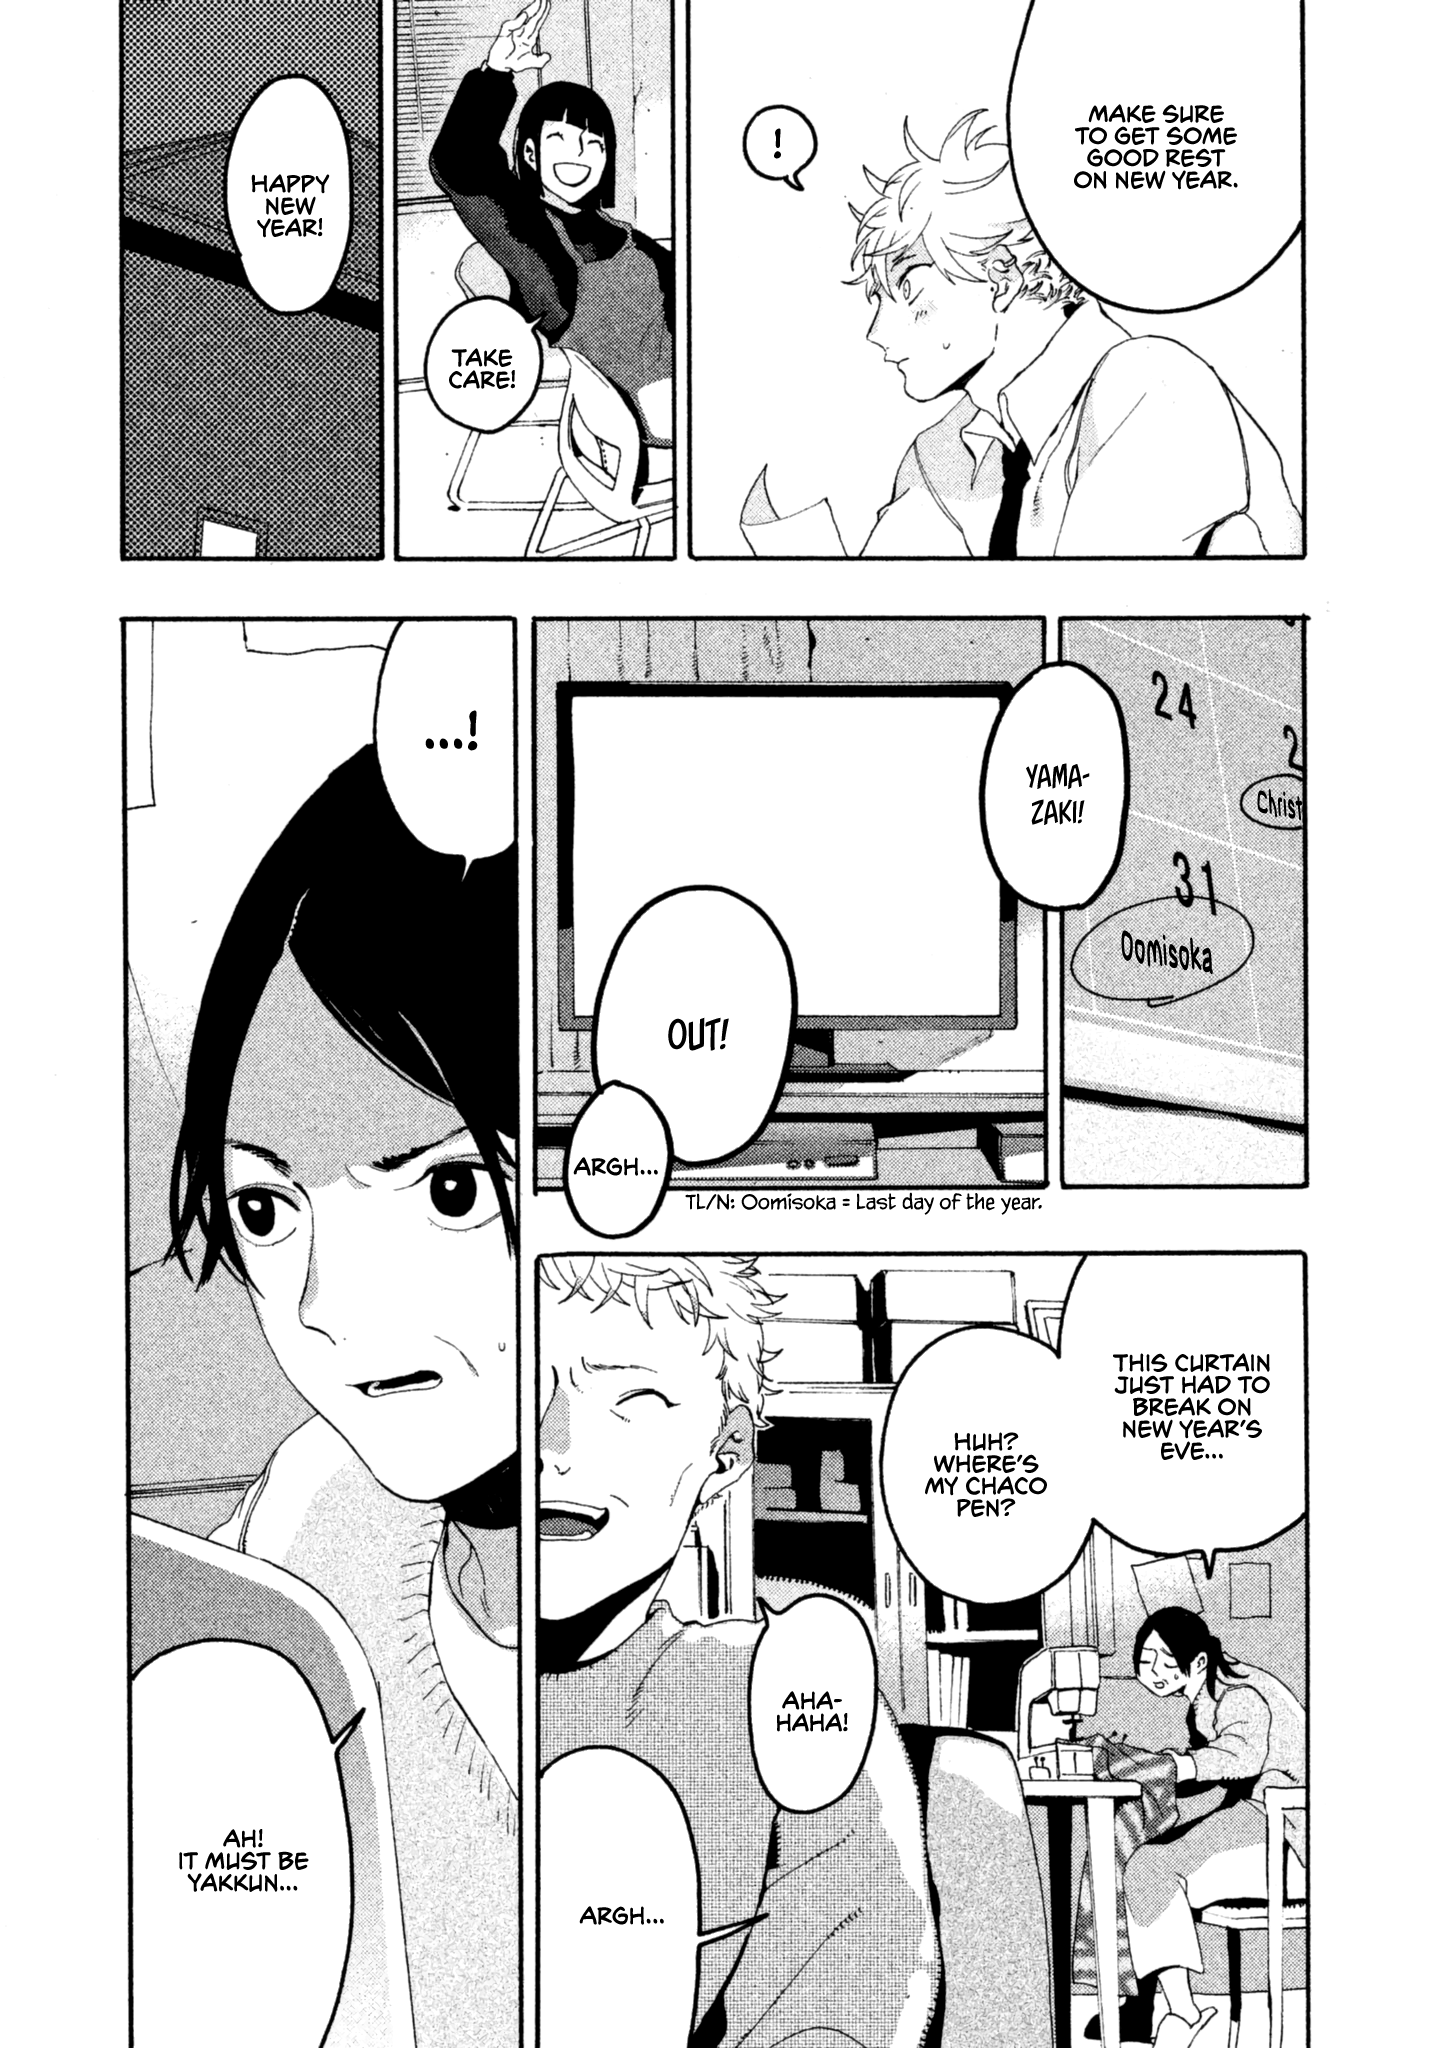 MAKE SURE
TO GET SOME
GOOD REST
ON NEW YEAR.
!
TAKE
CARE!
HAPPY
NEW
YEAR!
24
2
Christ
31
Oomisoka
YAMA-
ZAKI!
OUT!
ARGH...
TL/N: Oomisoka = Last day of the year.
THIS CURTAIN
JUST HAD TO
BREAK ON
NEW YEAR'S
EVE...
HUH?
WHERE'S
MY CHACO
PEN?
AHA-
HAHA!
ARGH...
...!
AH!
IT MUST BE
YAKKUN...